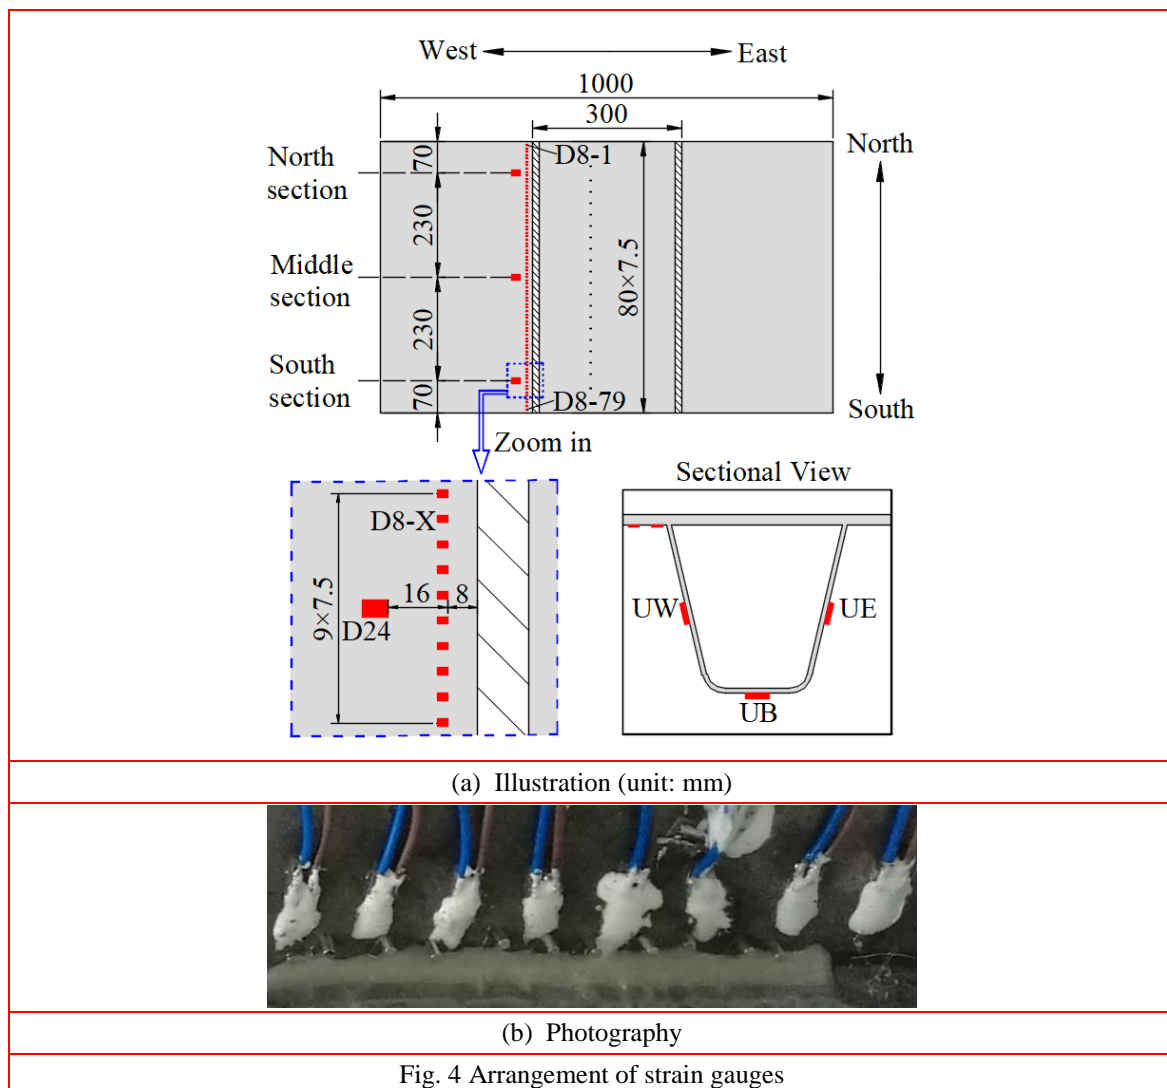 West
East
1000
300
North
section
70
D8-1
North
230
Middle
section
80×7.5
230
South
section
70
D8-79
South
Zoom in
Sectional View
D8-X
9×7.5
16
8
D24
UW
UE
UB
(a) Illustration (unit: mm)
(b) Photography
Fig. 4 Arrangement of strain gauges